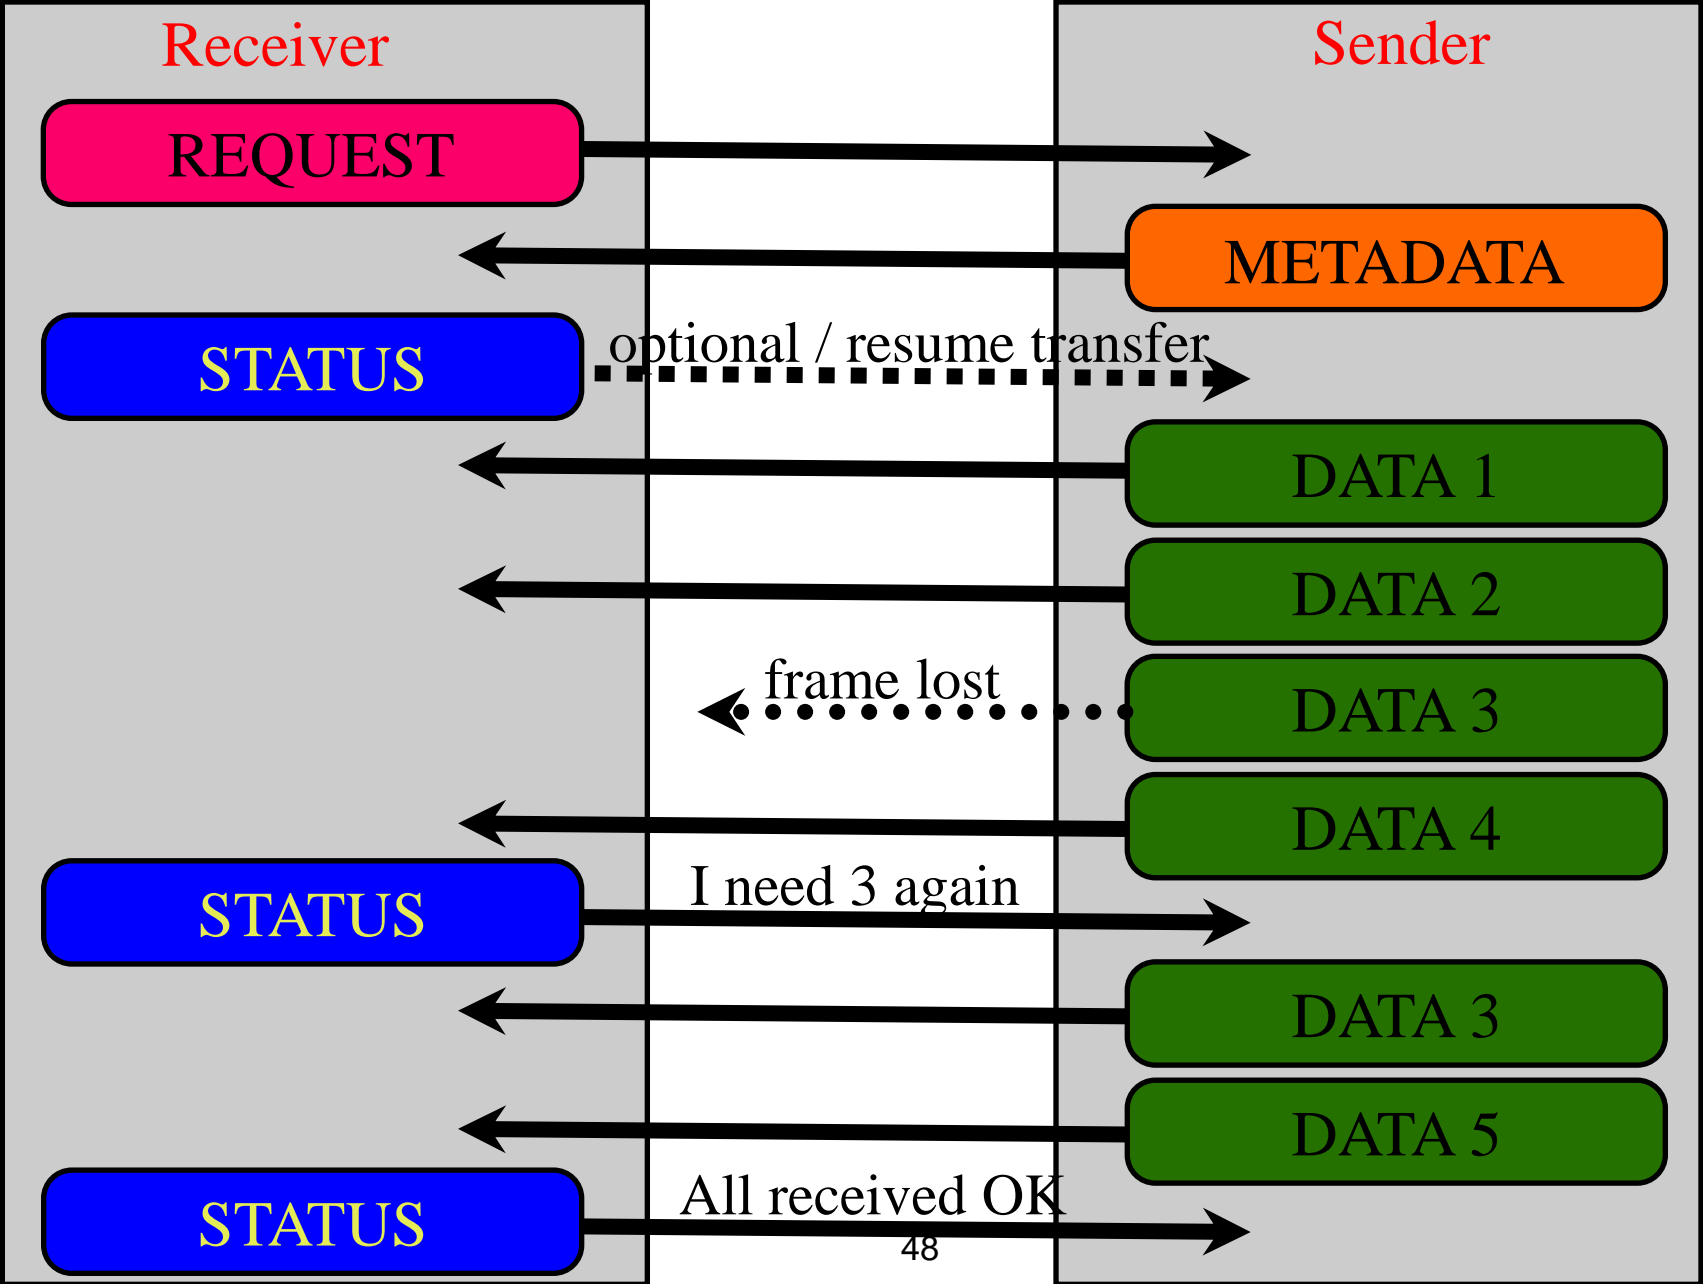 Receiver
Sender
REQUEST
METADATA
STATUS
optional / resume transfer
DATA 1
DATA 2
frame lost
DATA 3
DATA 4
STATUS
I need 3 again
DATA 3
DATA 5
STATUS
All received OK
48